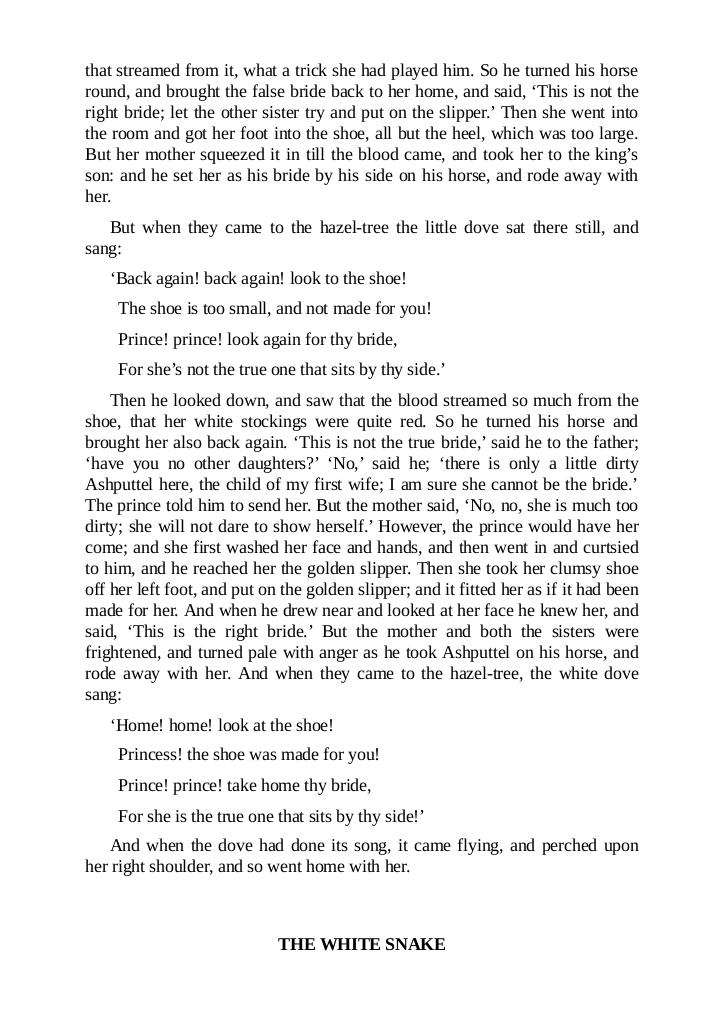 that streamed from it, what a trick she had played him. So he turned his horse
round, and brought the false bride back to her home, and said, ‘This is not the
right bride; let the other sister try and put on the slipper.’ Then she went into
the room and got her foot into the shoe, all but the heel, which was too large.
But her mother squeezed it in till the blood came, and took her to the king’s
son: and he set her as his bride by his side on his horse, and rode away with
her.
But when they came to the hazel-tree the little dove sat there still, and
sang:
‘Back again! back again! look to the shoe!
The shoe is too small, and not made for you!
Prince! prince! look again for thy bride,
For she’s not the true one that sits by thy side.’
Then he looked down, and saw that the blood streamed so much from the
shoe, that her white stockings were quite red. So he turned his horse and
brought her also back again. ‘This is not the true bride,’ said he to the father;
‘have you no other daughters?’ ‘No,’ said he; ‘there is only a little dirty
Ashputtel here, the child of my first wife; I am sure she cannot be the bride.’
The prince told him to send her. But the mother said, ‘No, no, she is much too
dirty; she will not dare to show herself.’ However, the prince would have her
come; and she first washed her face and hands, and then went in and curtsied
to him, and he reached her the golden slipper. Then she took her clumsy shoe
off her left foot, and put on the golden slipper; and it fitted her as if it had been
made for her. And when he drew near and looked at her face he knew her, and
said, ‘This is the right bride.’ But the mother and both the sisters were
frightened, and turned pale with anger as he took Ashputtel on his horse, and
rode away with her. And when they came to the hazel-tree, the white dove
sang:
‘Home! home! look at the shoe!
Princess! the shoe was made for you!
Prince! prince! take home thy bride,
For she is the true one that sits by thy side!’
And when the dove had done its song, it came flying, and perched upon
her right shoulder, and so went home with her.
THE WHITE SNAKE